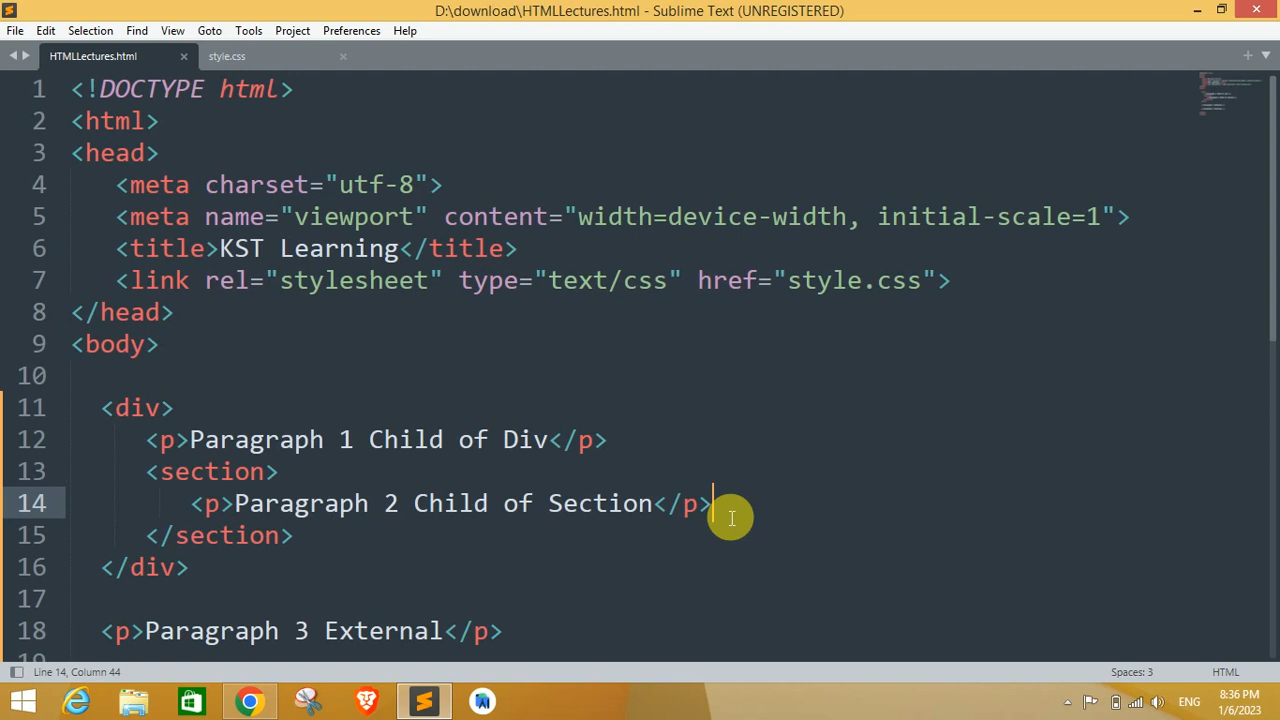 D:\download\HTMLLectures.html - Sublime Text (UNREGISTERED)
File Edit Selection Find View Goto Tools Project Preferences Help
HTMLLectures.html style.css
1 <!DOCTYPE html>
2 <html>
3 <head>
4 <meta charset="utf-8">
5 <meta name="viewport" content="width=device-width, initial-scale=1">
6 <title>KST Learning</title>
7 <link rel="stylesheet" type="text/css" href="style.css">
8 </head>
9 <body>
10
11 <div>
12 <p>Paragraph 1 Child of Div</p>
13 <section>
14 <p>Paragraph 2 Child of Section</p>
15 </section>
16 </div>
17
18 <p>Paragraph 3 External</p>
Line 14, Column 44 Spaces: 3 HTML
AI ENG 8:36 PM
1/6/2023